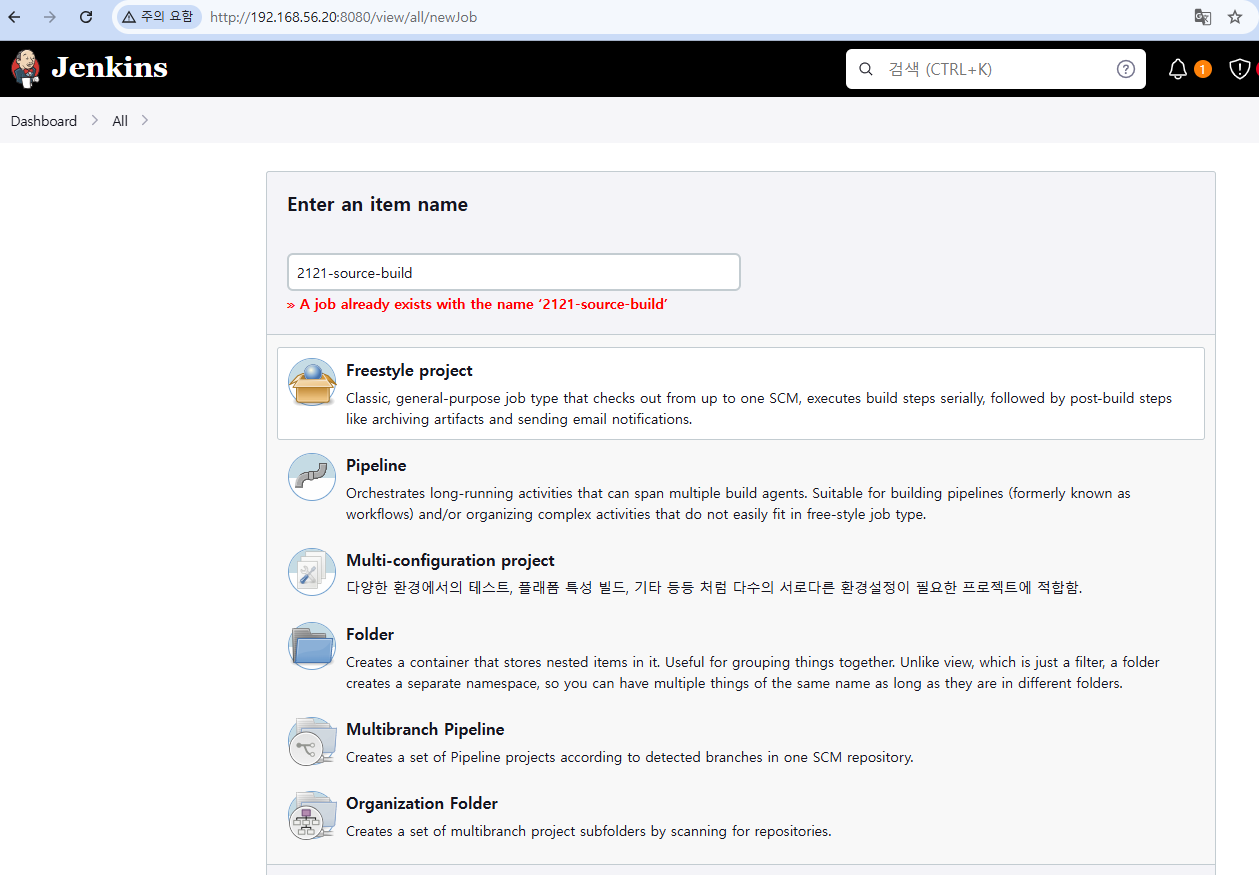 주의 요함
http://192.168.56.20:8080/view/all/newJob
Jenkins
검색 (CTRL+K)
1
Dashboard
All
Enter an item name
2121-source-build
» A job already exists with the name ‘2121-source-build’
Freestyle project
Classic, general-purpose job type that checks out from up to one SCM, executes build steps serially, followed by post-build steps
like archiving artifacts and sending email notifications.
Pipeline
Orchestrates long-running activities that can span multiple build agents. Suitable for building pipelines (formerly known as
workflows) and/or organizing complex activities that do not easily fit in free-style job type.
Multi-configuration project
다양한 환경에서의 테스트, 플래폼 특성 빌드, 기타 등등 처럼 다수의 서로다른 환경설정이 필요한 프로젝트에 적합함.
Folder
Creates a container that stores nested items in it. Useful for grouping things together. Unlike view, which is just a filter, a folder
creates a separate namespace, so you can have multiple things of the same name as long as they are in different folders.
Multibranch Pipeline
Creates a set of Pipeline projects according to detected branches in one SCM repository.
Organization Folder
Creates a set of multibranch project subfolders by scanning for repositories.